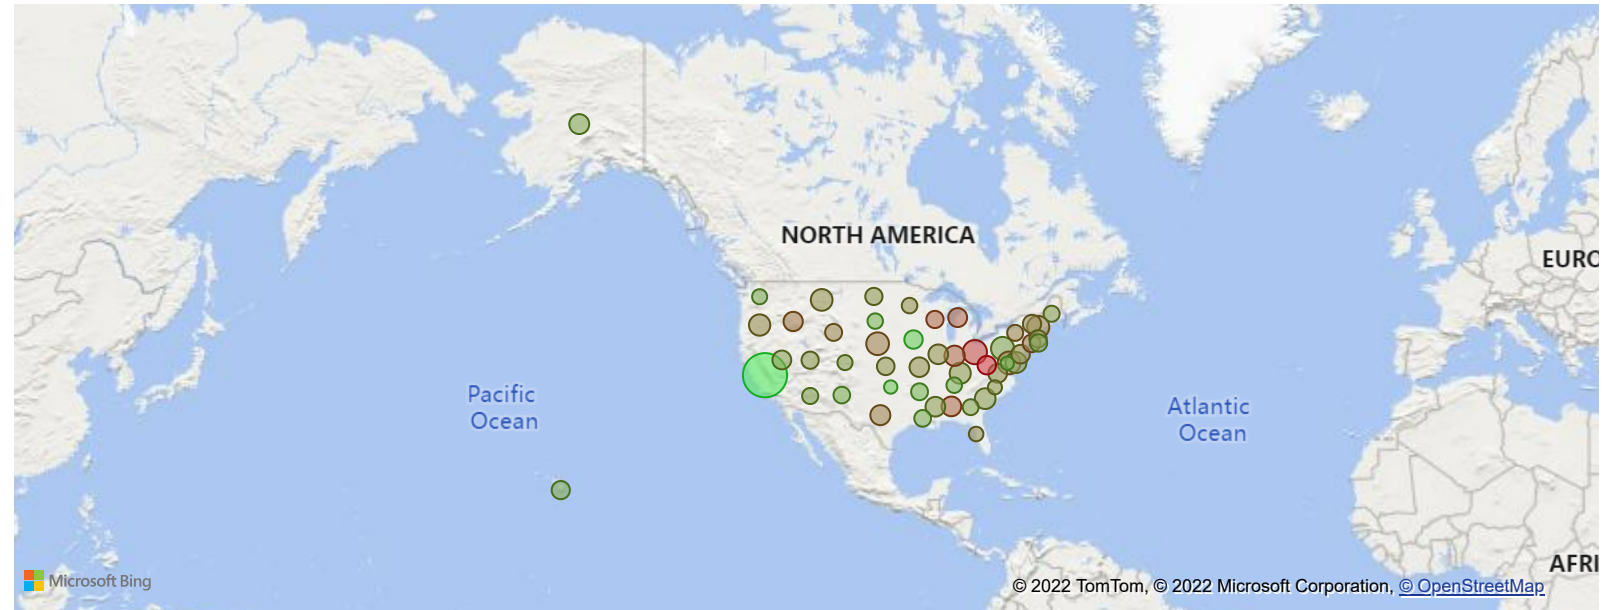 NORTH AMERICA
EURO
Pacific
Ocean
Atlantic
Ocean
AFRI
Microsoft Bing
© 2022 TomTom, © 2022 Microsoft Corporation, © OpenStreetMap